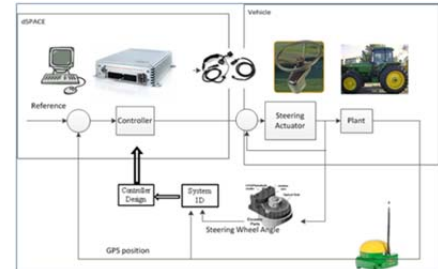 dSPACE
Vehicle
Reference
Controller
Steering
Actuator
Plant
Controller
Design
System
ID
Steering Wheel Angle
GPS position